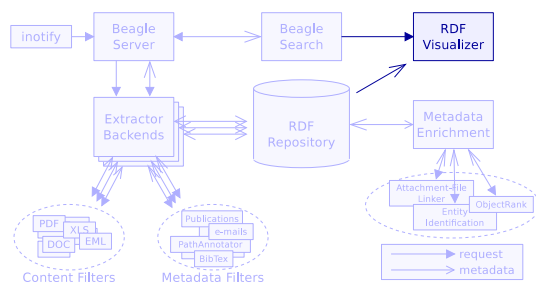 inotify
Beagle
Server
Beagle
Search
RDF
Visualizer
Extractor
Backends
RDF
Repository
Metadata
Enrichment
Attachment-File
Linker
ObjectRank
Entity
Identification
PDF
XLS
DOC
EML
Content Filters
Publications
e-mails
PathAnnotator
BibTex
Metadata Filters
request
metadata